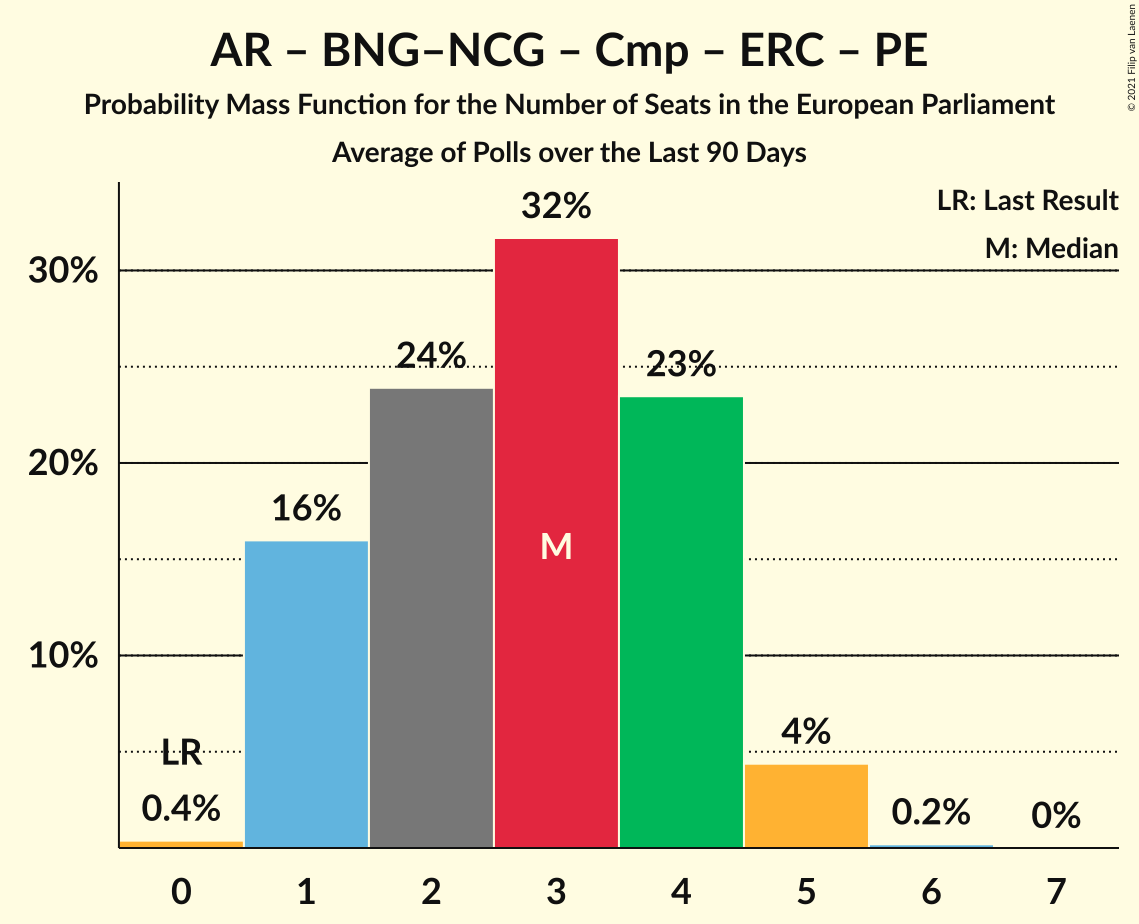 AR – BNG–NCG – Cmp – ERC – PE
Probability Mass Function for the Number of Seats in the European Parliament
Average of Polls over the Last 90 Days
© 2021 Filip van Laenen
LR: Last Result
M: Median
30%
20%
10%
LR
0.4%
16%
24%
32%
M
23%
4%
0.2%
0%
0 1 2 3 4 5 6 7